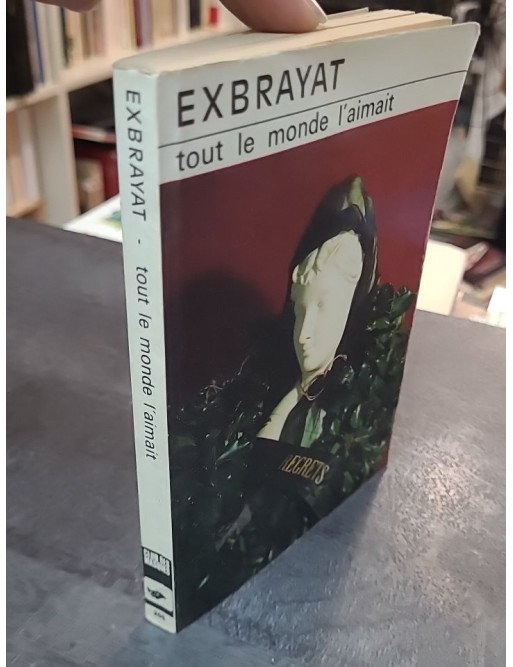 EXBRAYAT
tout le monde l'aimait
REGRETS
EXBRAYAT - tout le monde l'aimait